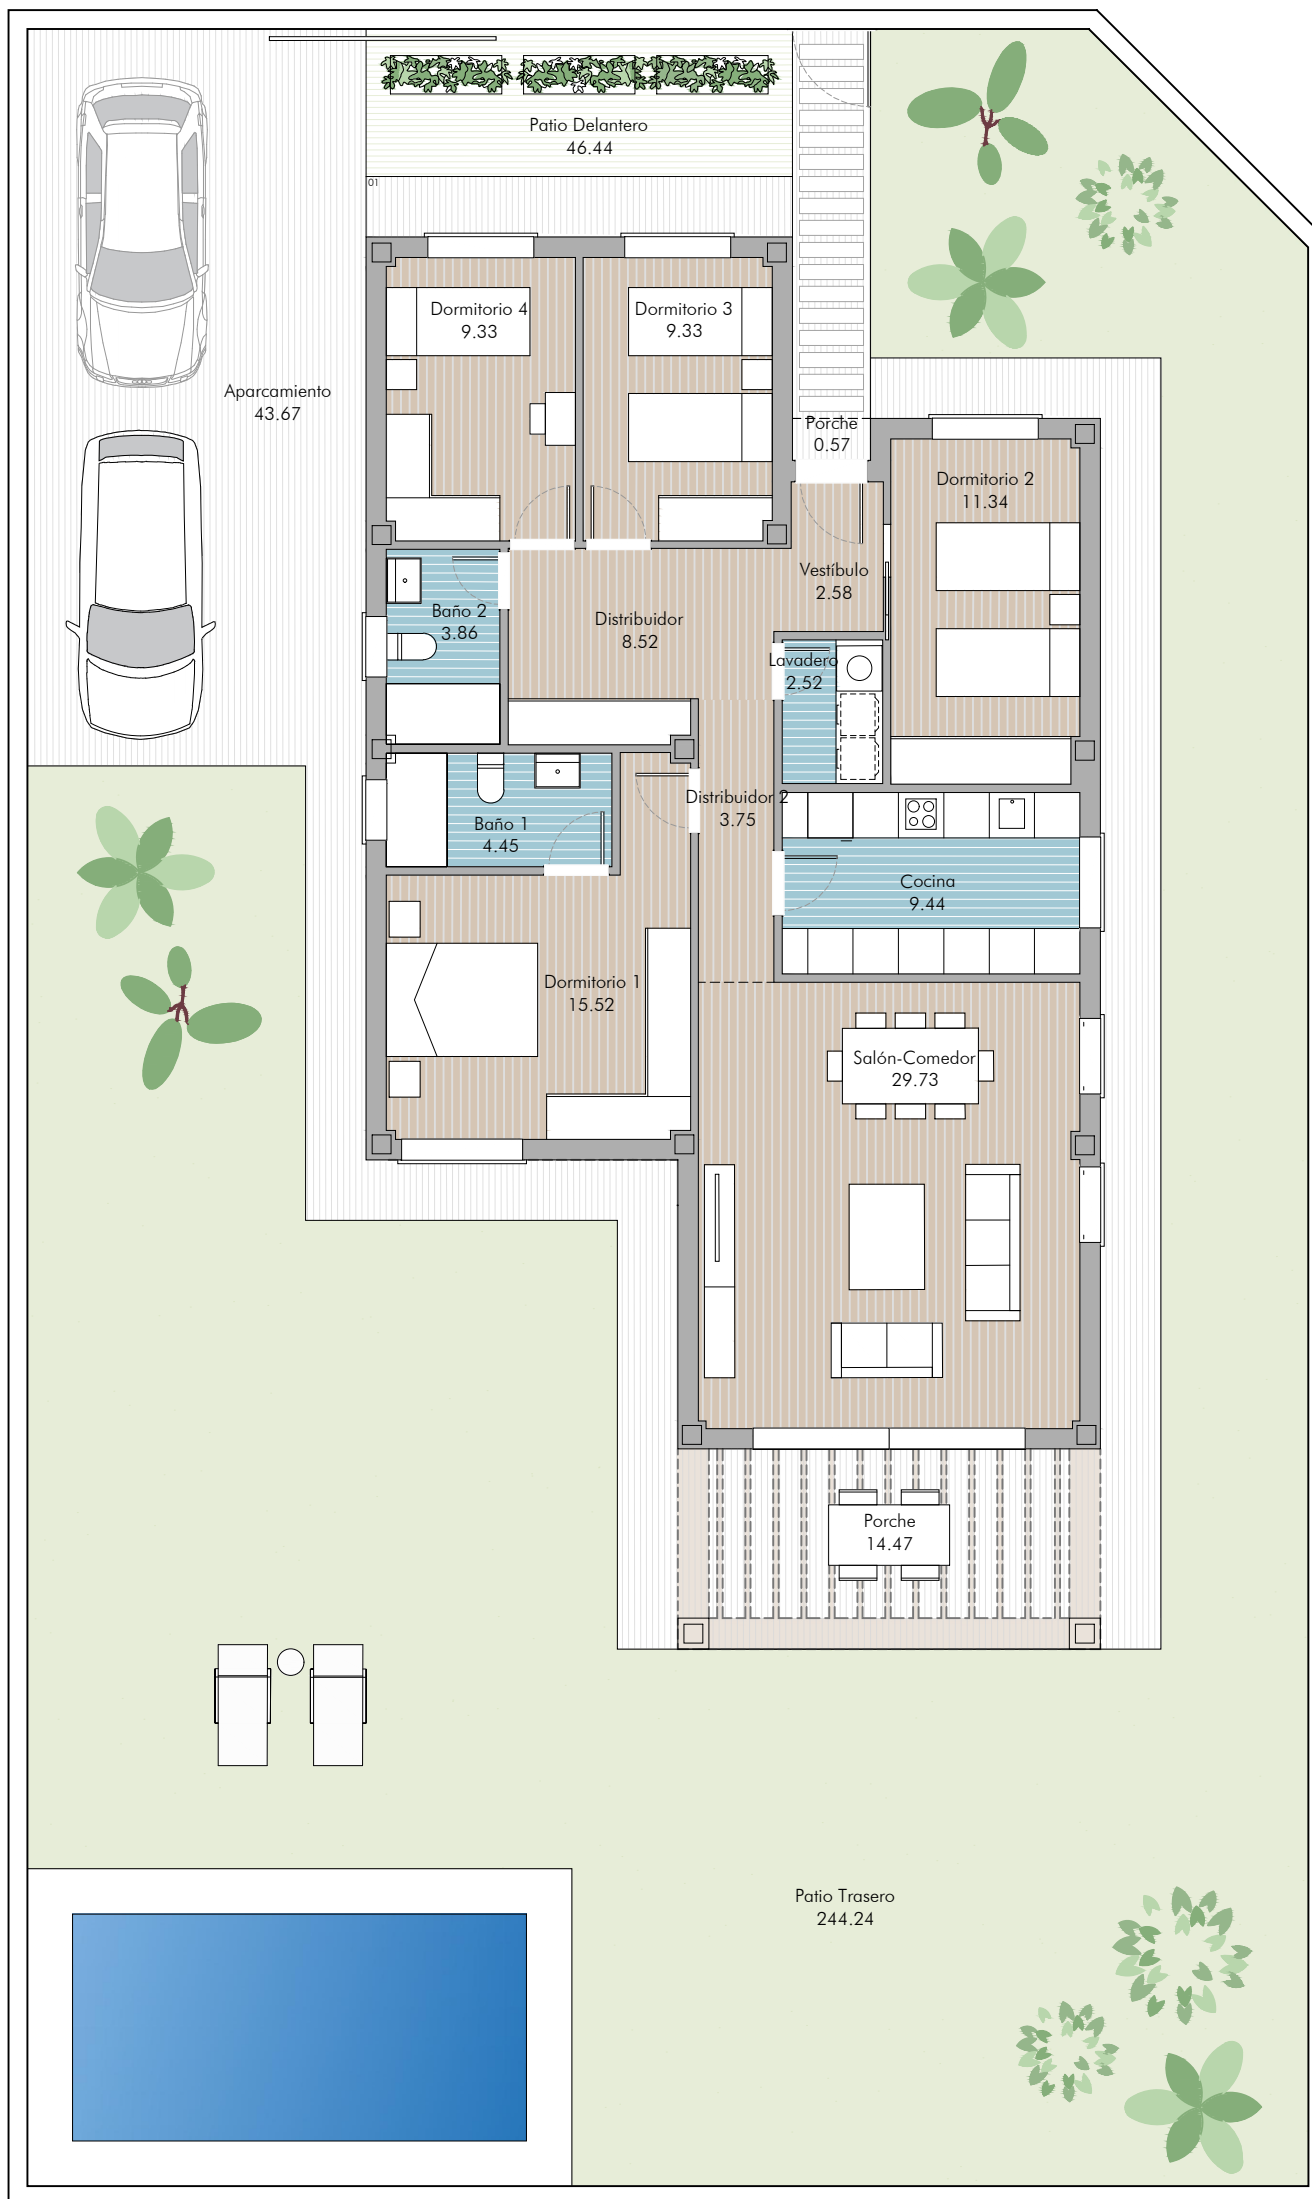 Patio Delantero
46.44
01
Dormitorio 4
9.33
Dormitorio 3
9.33
Aparcamiento
43.67
Porche
0.57
Dormitorio 2
11.34
Vestíbulo
2.58
Baño 2
3.86
Distribuidor
8.52
Lavadero
2.52
Distribuidor 2
3.75
Baño 1
4.45
Cocina
9.44
Dormitorio 1
15.52
Salón-Comedor
29.73
Porche
14.47
Patio Trasero
244.24